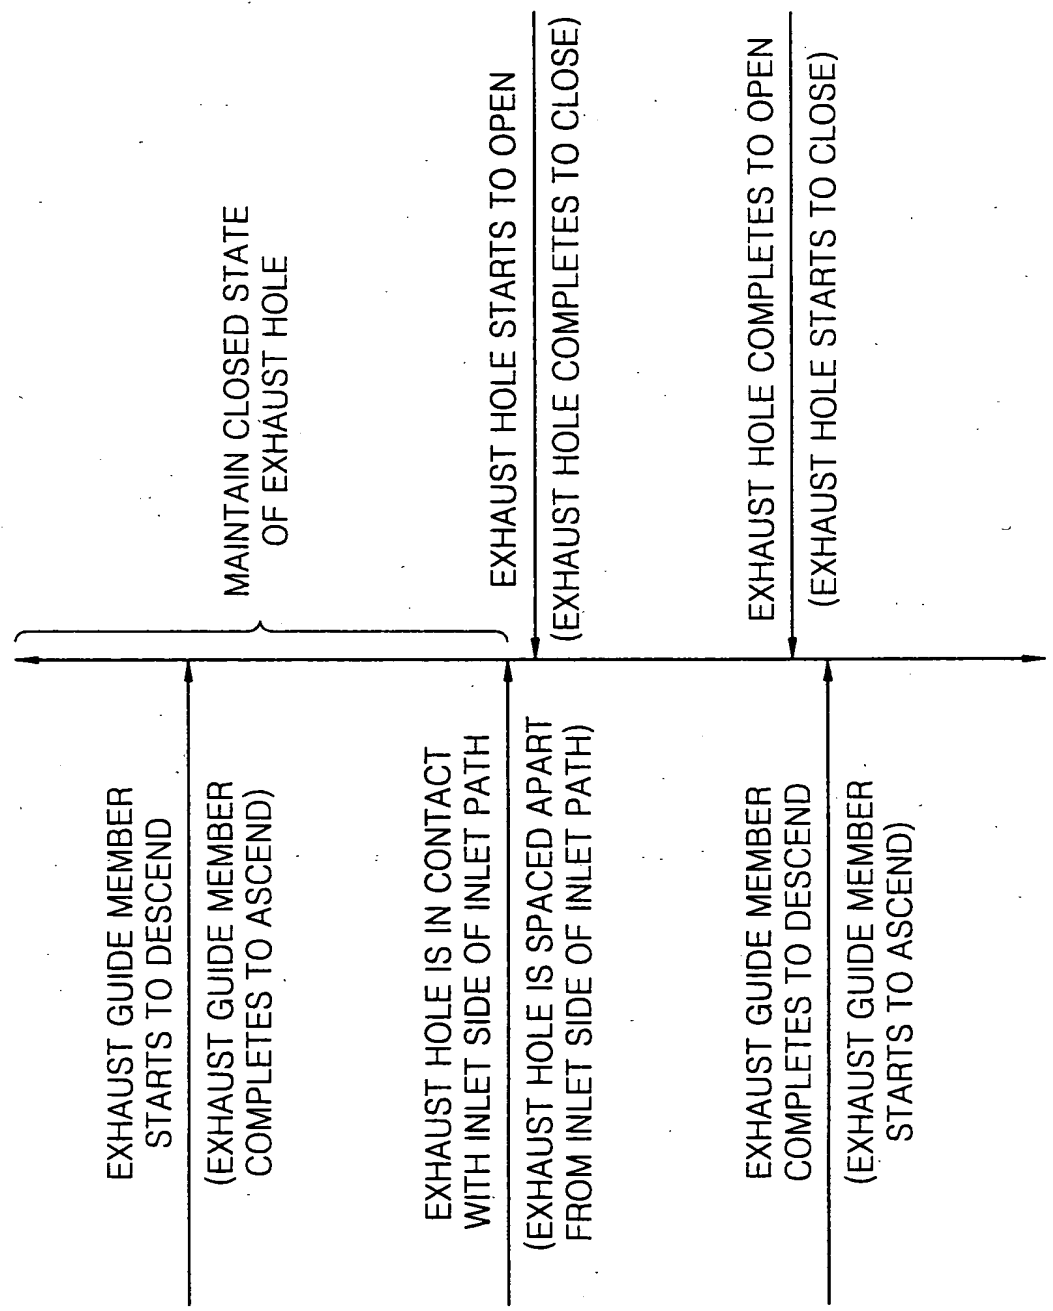 EXHAUST GUIDE MEMBER
STARTS TO DESCEND
(EXHAUST GUIDE MEMBER
COMPLETES TO ASCEND)
EXHAUST HOLE IS IN CONTACT
WITH INLET SIDE OF INLET PATH
(EXHAUST HOLE IS SPACED APART
FROM INLET SIDE OF INLET PATH)
EXHAUST GUIDE MEMBER
COMPLETES TO DESCEND
(EXHAUST GUIDE MEMBER
STARTS TO ASCEND)
MAINTAIN CLOSED STATE
OF EXHAUST HOLE
EXHAUST HOLE STARTS TO OPEN
(EXHAUST HOLE COMPLETES TO CLOSE)
EXHAUST HOLE COMPLETES TO OPEN
(EXHAUST HOLE STARTS TO CLOSE)